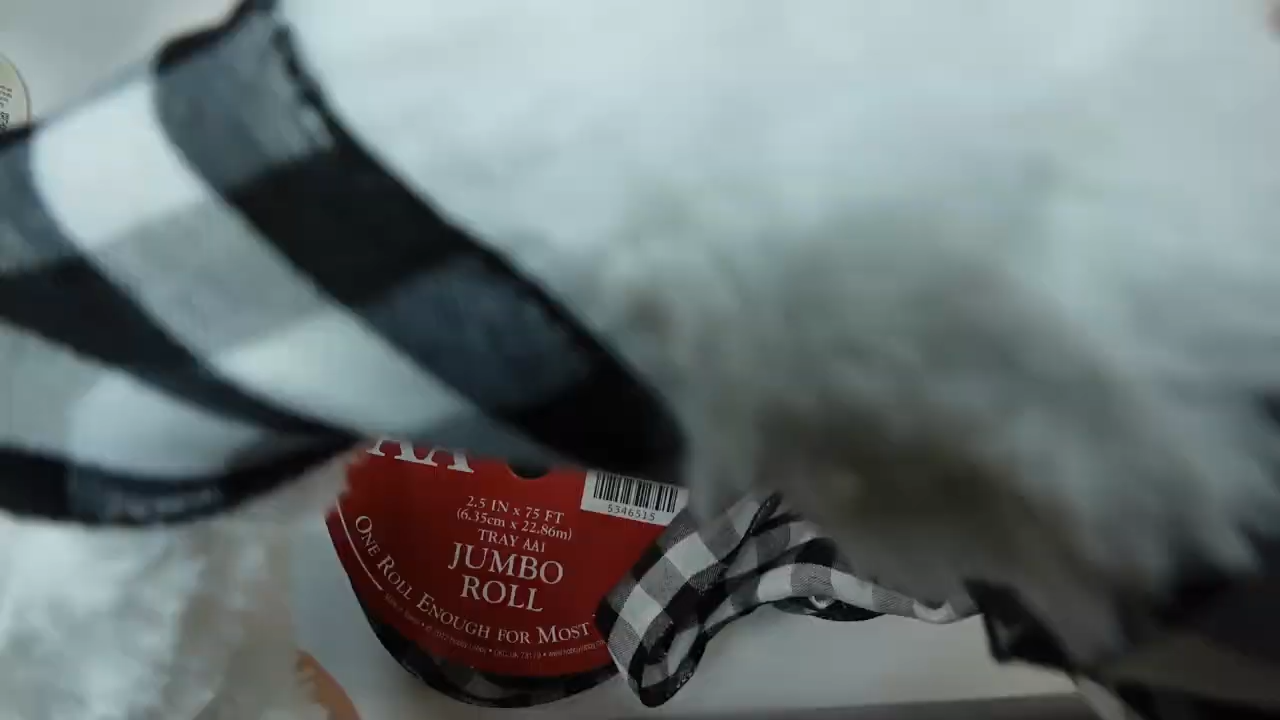 AA
2.5 IN x 75 FT
(6.35cm x 22.86m)
TRAY AA1
JUMBO
ROLL
5346515
ONE ROLL ENOUGH FOR MOST